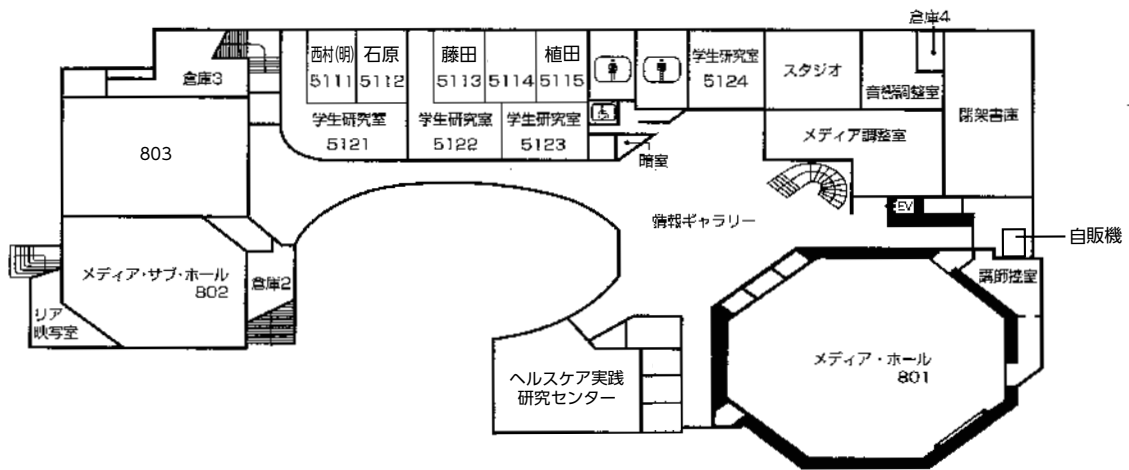 倉庫4
倉庫3
西村(明)
5111
石原
5112
藤田
5113
5114
植田
5115
学生研究室
5124
スタジオ
音響調整室
閉架書庫
学生研究室
5121
学生研究室
5122
学生研究室
5123
メディア調整室
803
暗室
情報ギャラリー
EV
自販機
メディア・サブ・ホール
802
倉庫2
講師控室
リア
映写室
メディア・ホール
801
ヘルスケア実践
研究センター